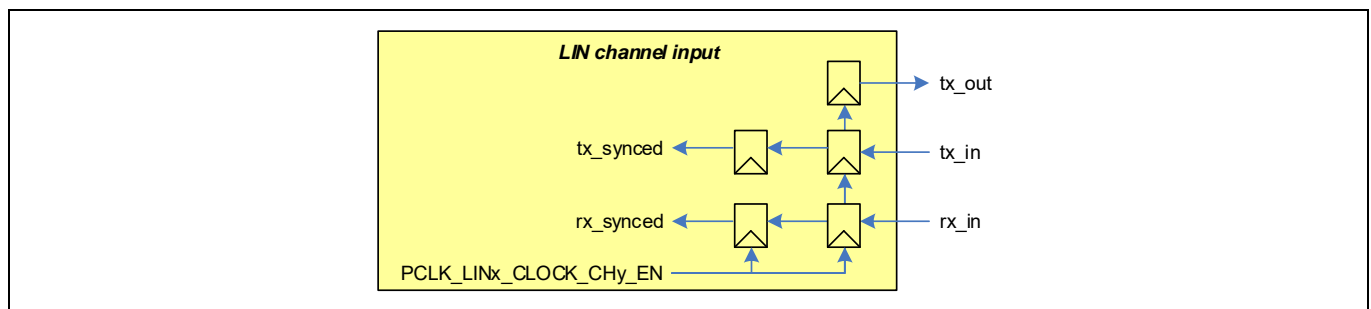 LIN channel input
tx_out
tx_synced
tx_in
rx_synced
rx_in
PCLK_LINx_CLOCK_CHy_EN